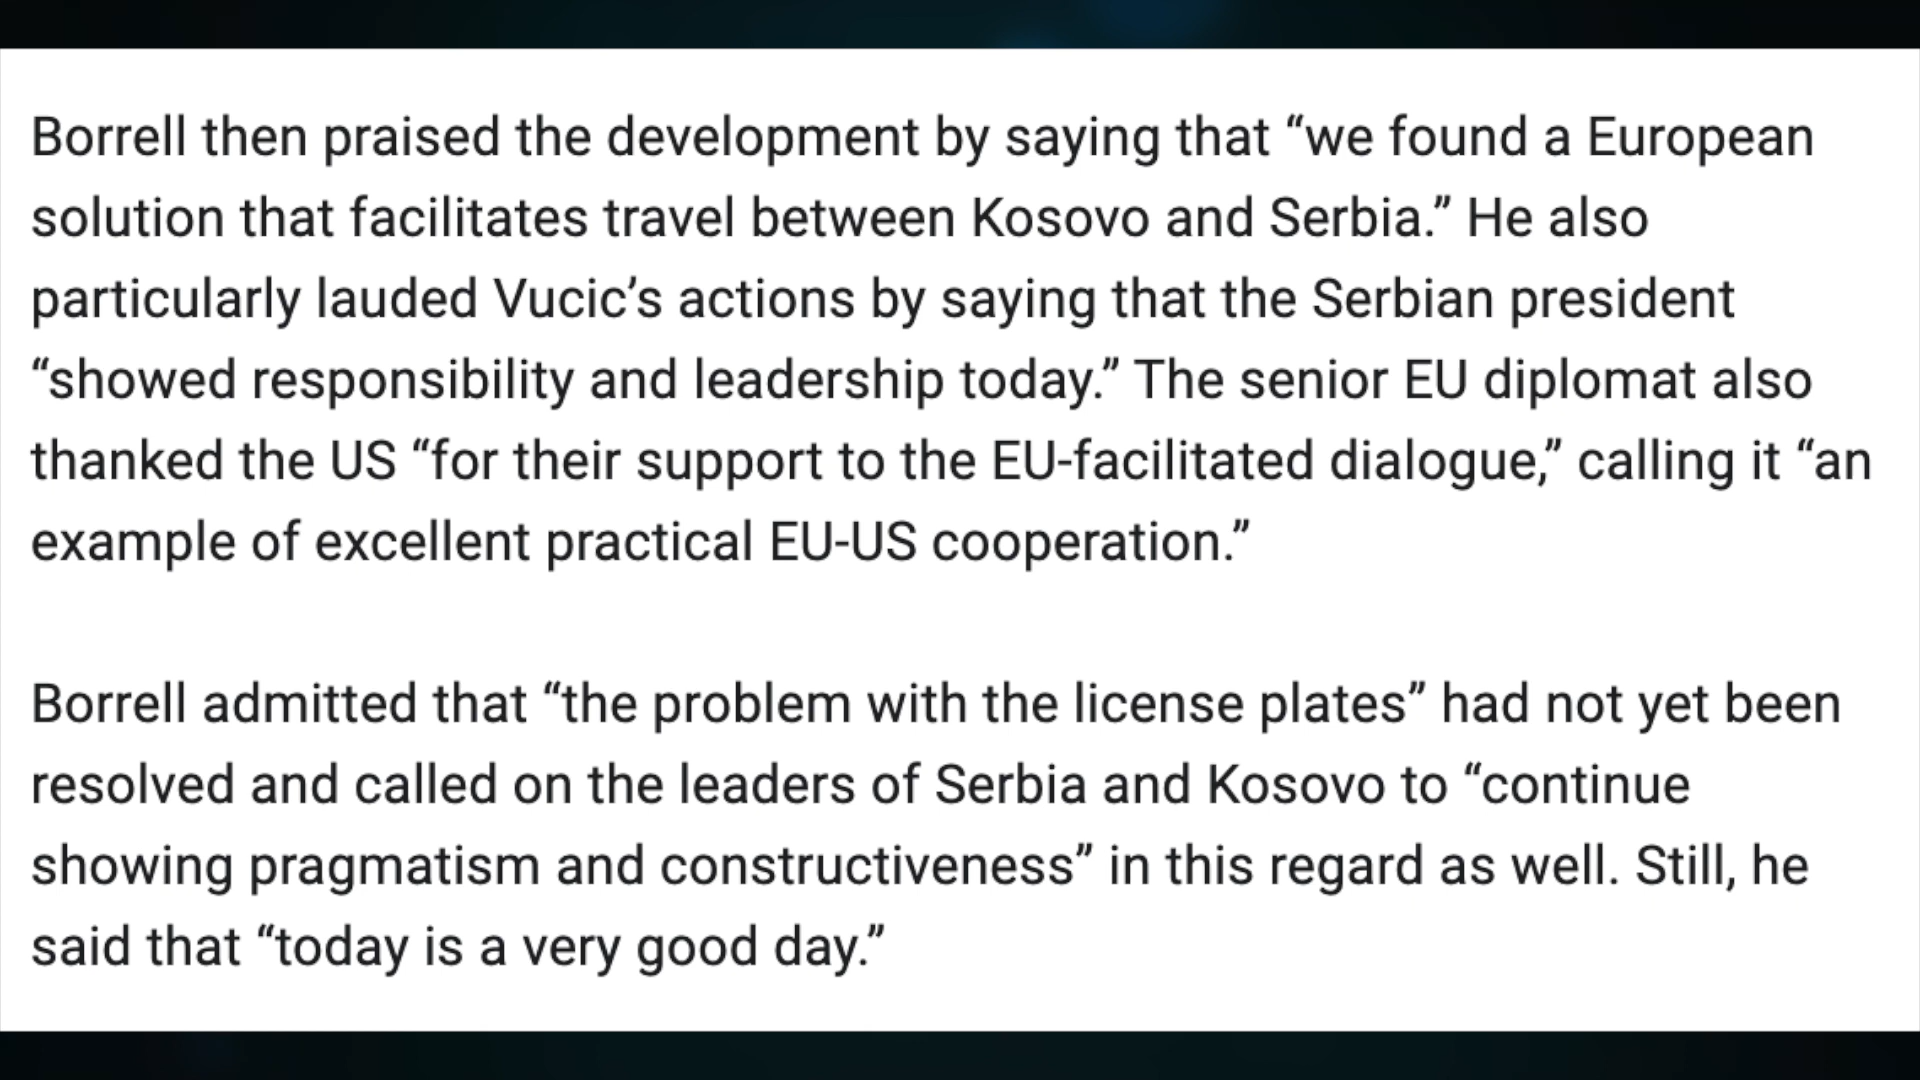 Borrell then praised the development by saying that “we found a European
solution that facilitates travel between Kosovo and Serbia.” He also
particularly lauded Vucic’s actions by saying that the Serbian president
“showed responsibility and leadership today.” The senior EU diplomat also
thanked the US “for their support to the EU-facilitated dialogue,” calling it “an
example of excellent practical EU-US cooperation.”
Borrell admitted that “the problem with the license plates” had not yet been
resolved and called on the leaders of Serbia and Kosovo to “continue
showing pragmatism and constructiveness” in this regard as well. Still, he
said that “today is a very good day.”